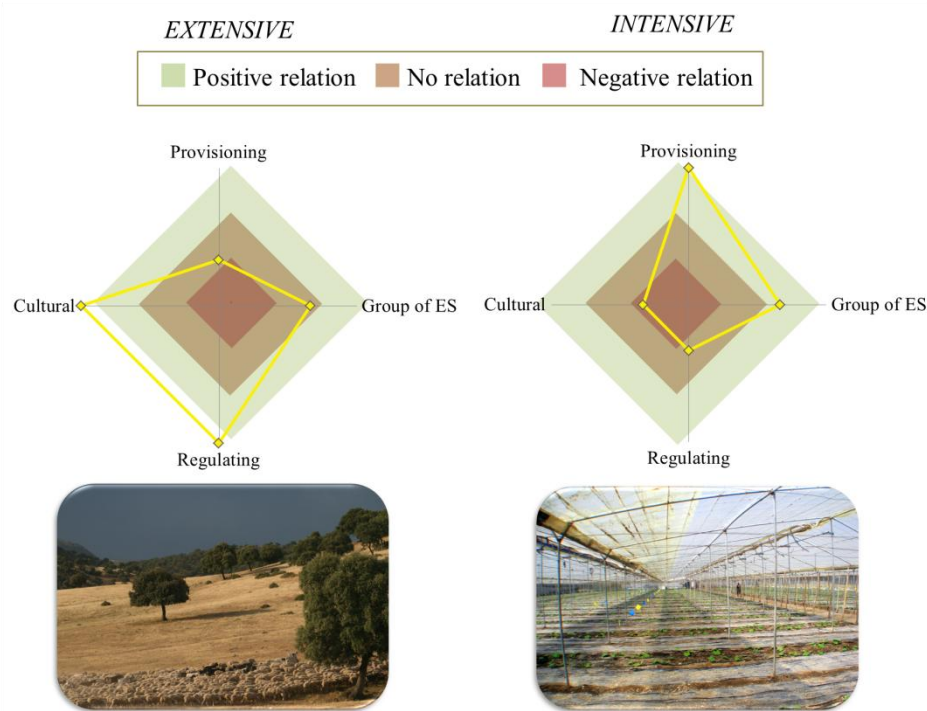 EXTENSIVE
INTENSIVE
Positive relation
No relation
Negative relation
Provisioning
Cultural
Group of ES
Regulating
Provisioning
Cultural
Group of ES
Regulating